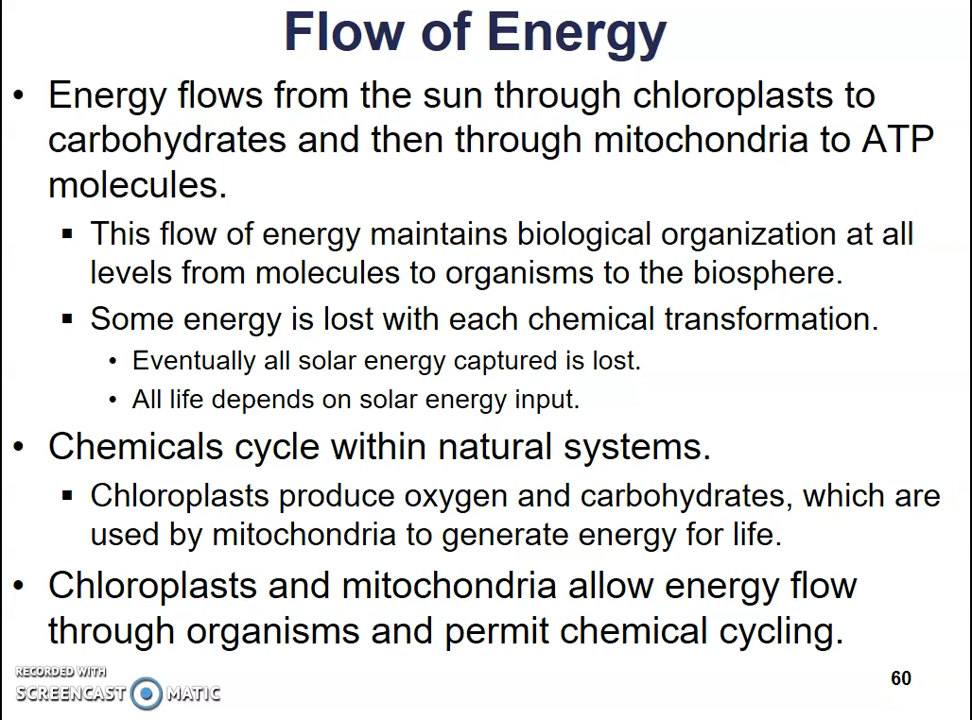 Flow of Energy
• Energy flows from the sun through chloroplasts to
carbohydrates and then through mitochondria to ATP
molecules.
▪ This flow of energy maintains biological organization at all
levels from molecules to organisms to the biosphere.
▪ Some energy is lost with each chemical transformation.
• Eventually all solar energy captured is lost.
• All life depends on solar energy input.
• Chemicals cycle within natural systems.
▪ Chloroplasts produce oxygen and carbohydrates, which are
used by mitochondria to generate energy for life.
• Chloroplasts and mitochondria allow energy flow
through organisms and permit chemical cycling.
RECORDED WITH
SCREENCAST MATIC
60